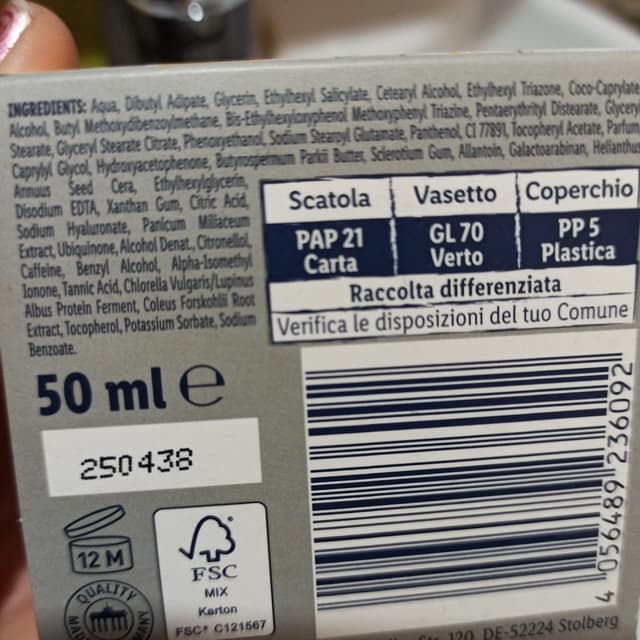 INGREDIENTS: Aqua, Dibutyl Adipate, Glycerin, Ethylhexyl Salicylate, Cetearyl Alcohol, Ethylhexyl Triazone, Coco-Caprylate
Alcohol, Butyl Methoxydibenzoylmethane, Bis-Ethylhexyloxyphenol Methoxyphenyl Triazine, Pentaerythrityl Distearate, Glyceryl
Stearate, Glyceryl Stearate Citrate, Phenoxyethanol, Sodium Stearoyl Glutamate, Panthenol, CI 77891, Tocopheryl Acetate, Parfum
Caprylyl Glycol, Hydroxyacetophenone, Butyrospermum Parkii Butter, Sclerotium Gum, Allantoin, Galactoarabinan, Helianthus
Annuus Seed Cera, Ethylhexylglycerin,
Disodium EDTA, Xanthan Gum, Citric Acid,
Sodium Hyaluronate, Panicum Miliaceum
Extract, Ubiquinone, Alcohol Denat., Citronellol,
Caffeine, Benzyl Alcohol, Alpha-Isomethyl
Ionone, Tannic Acid, Chlorella Vulgaris/Lupinus
Albus Protein Ferment, Coleus Forskohlii Root
Extract, Tocopherol, Potassium Sorbate, Sodium
Benzoate.
Scatola Vasetto Coperchio
PAP 21 GL 70 PP 5
Carta Verto Plastica
Raccolta differenziata
Verifica le disposizioni del tuo Comune
50 ml e
250438
12 M
FSC
MIX
Karton
FSC® C121567
QUALITY
4 056489 236092
Str. 120, DE-52224 Stolberg